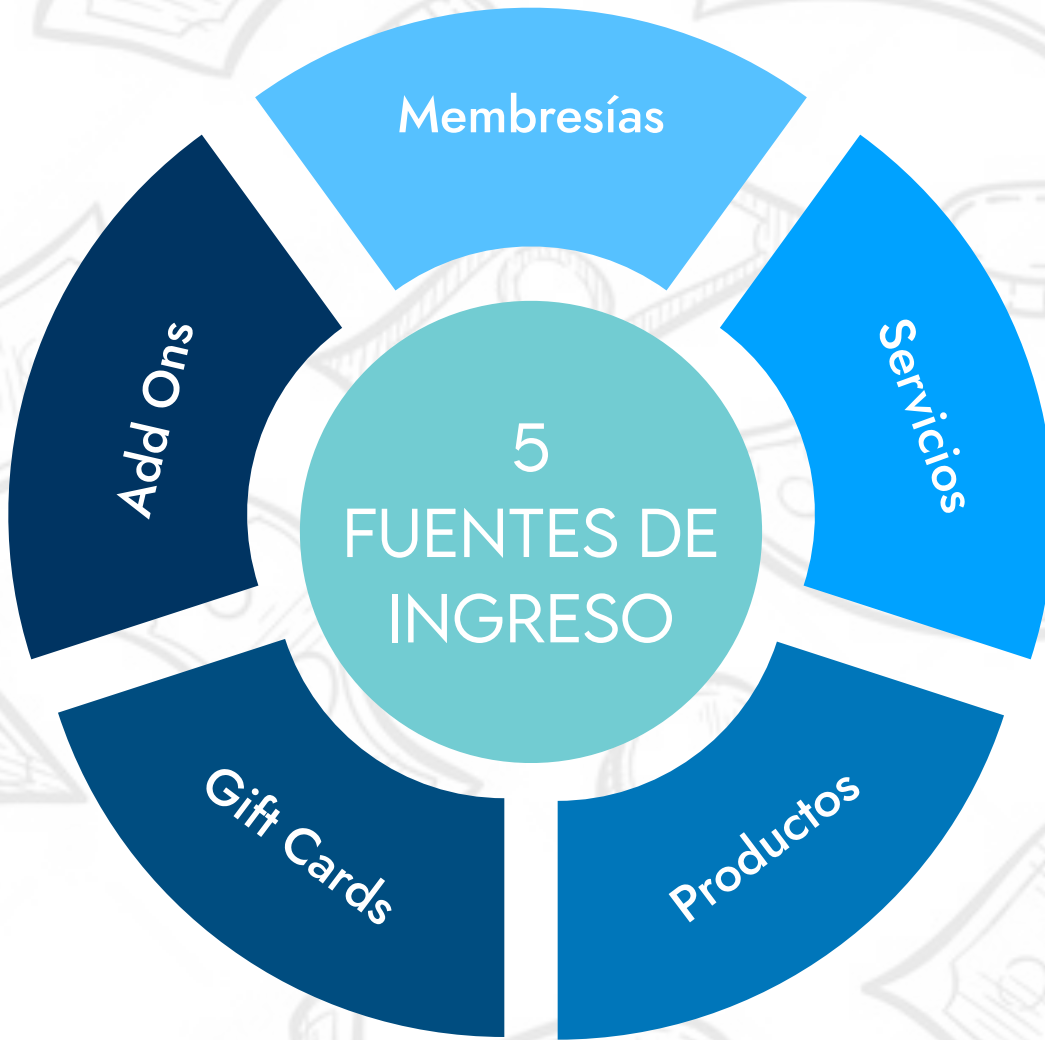 Membresías
Servicios
Productos
Gift Cards
Add Ons
5
FUENTES DE
INGRESO